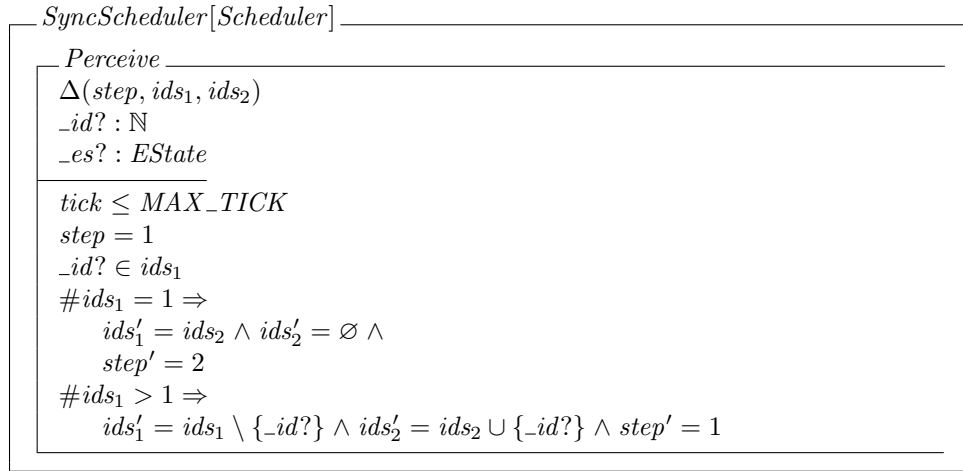 SyncScheduler[Scheduler]
Perceive
Δ(step, ids₁, ids₂)
_id? : ℕ
_es? : EState
tick ≤ MAX_TICK
step = 1
_id? ∈ ids₁
#ids₁ = 1 ⇒
ids′₁ = ids₂ ∧ ids′₂ = ∅ ∧
step′ = 2
#ids₁ > 1 ⇒
ids′₁ = ids₁ \ {_id?} ∧ ids′₂ = ids₂ ∪ {_id?} ∧ step′ = 1